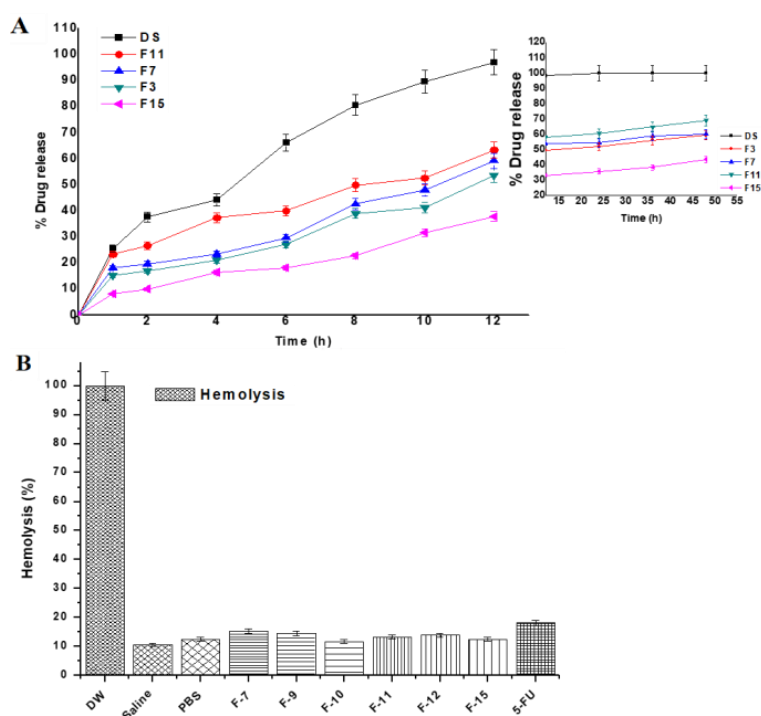 A
110
100
90
80
70
60
50
40
30
20
10
0
% Drug release
DS
F11
F7
F3
F15
0
2
4
6
8
10
12
Time (h)
120
110
100
90
80
70
60
50
40
30
20
% Drug release
DS
F3
F7
F11
F15
15 20 25 30 35 40 45 50 55
Time (h)
B
Hemolysis
100
90
80
70
60
50
40
30
20
10
0
Hemolysis (%)
DW
Saline
PBS
F-7
F-9
F-10
F-11
F-12
F-15
5-FU